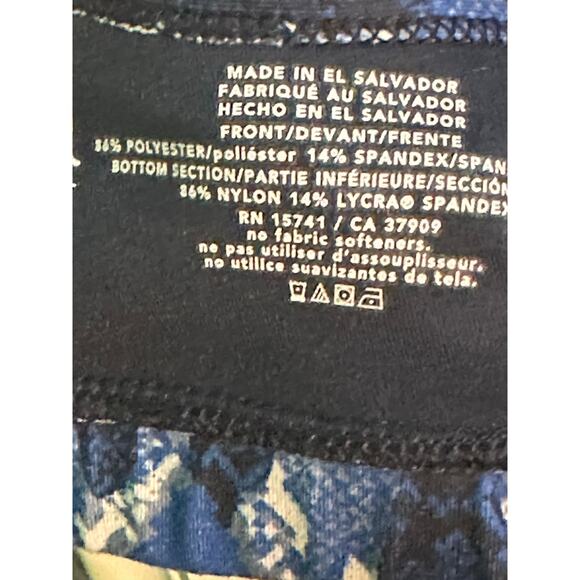 MADE IN EL SALVADOR
FABRIQUÉ AU SALVADOR
HECHO EN EL SALVADOR
FRONT/DEVANT/FRENTE
86% POLYESTER/poliéster 14% SPANDEX/SPAN
BOTTOM SECTION/PARTIE INFÉRIEURE/SECCIÓN
86% NYLON 14% LYCRA® SPANDEX
RN 15741 / CA 37909
no fabric softeners.
ne pas utiliser d'assouplisseur.
no utilice suavizantes de tela.